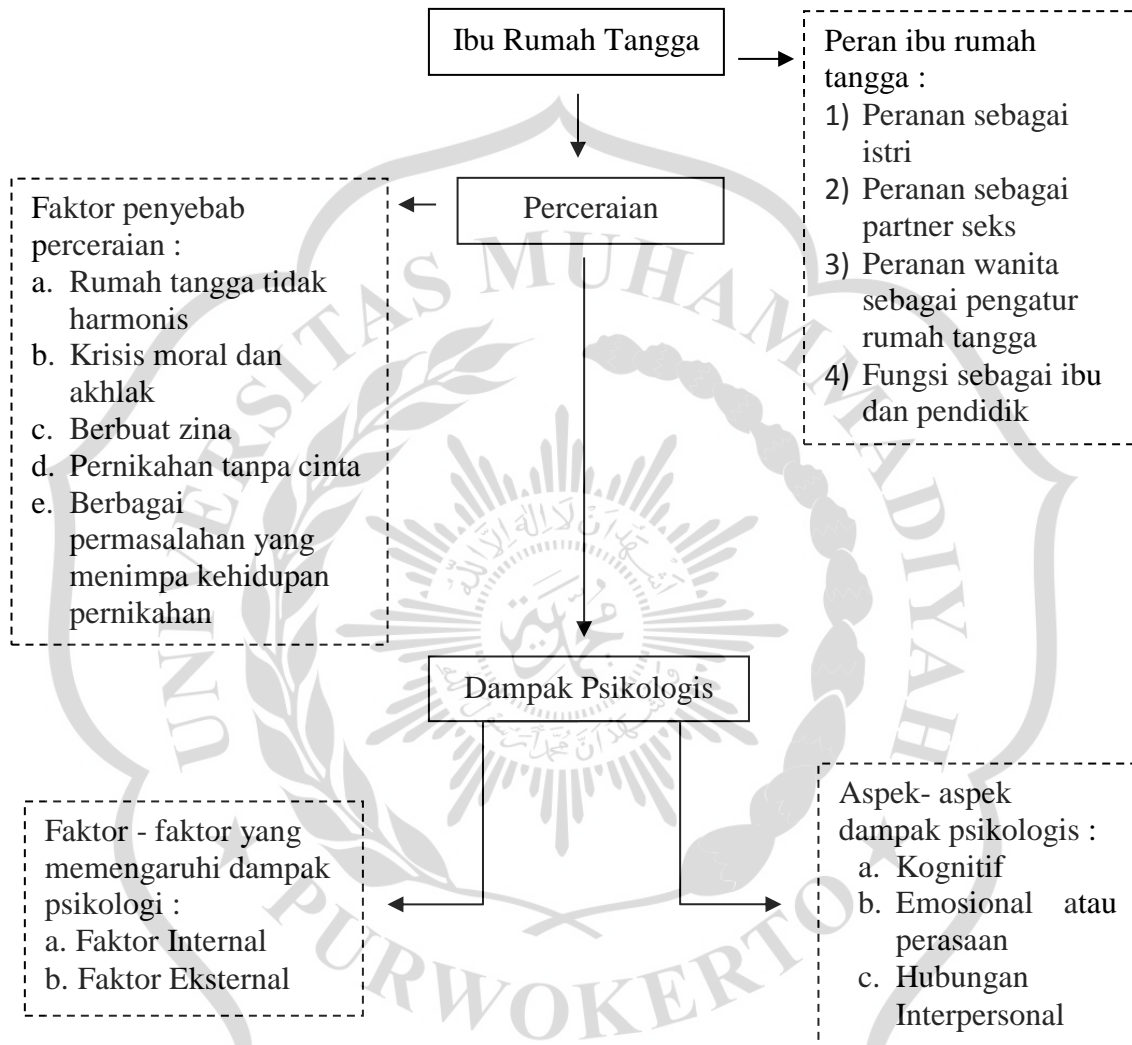 Ibu Rumah Tangga
Peran ibu rumah
tangga :
1) Peranan sebagai
istri
2) Peranan sebagai
partner seks
3) Peranan wanita
sebagai pengatur
rumah tangga
4) Fungsi sebagai ibu
dan pendidik
Perceraian
Faktor penyebab
perceraian :
a. Rumah tangga tidak
harmonis
b. Krisis moral dan
akhlak
c. Berbuat zina
d. Pernikahan tanpa cinta
e. Berbagai
permasalahan yang
menimpa kehidupan
pernikahan
Dampak Psikologis
Faktor - faktor yang
memengaruhi dampak
psikologi :
a. Faktor Internal
b. Faktor Eksternal
Aspek- aspek
dampak psikologis :
a. Kognitif
b. Emosional atau
perasaan
c. Hubungan
Interpersonal
UNIVERSITAS MUHAMMADIYAH
PURWOKERTO